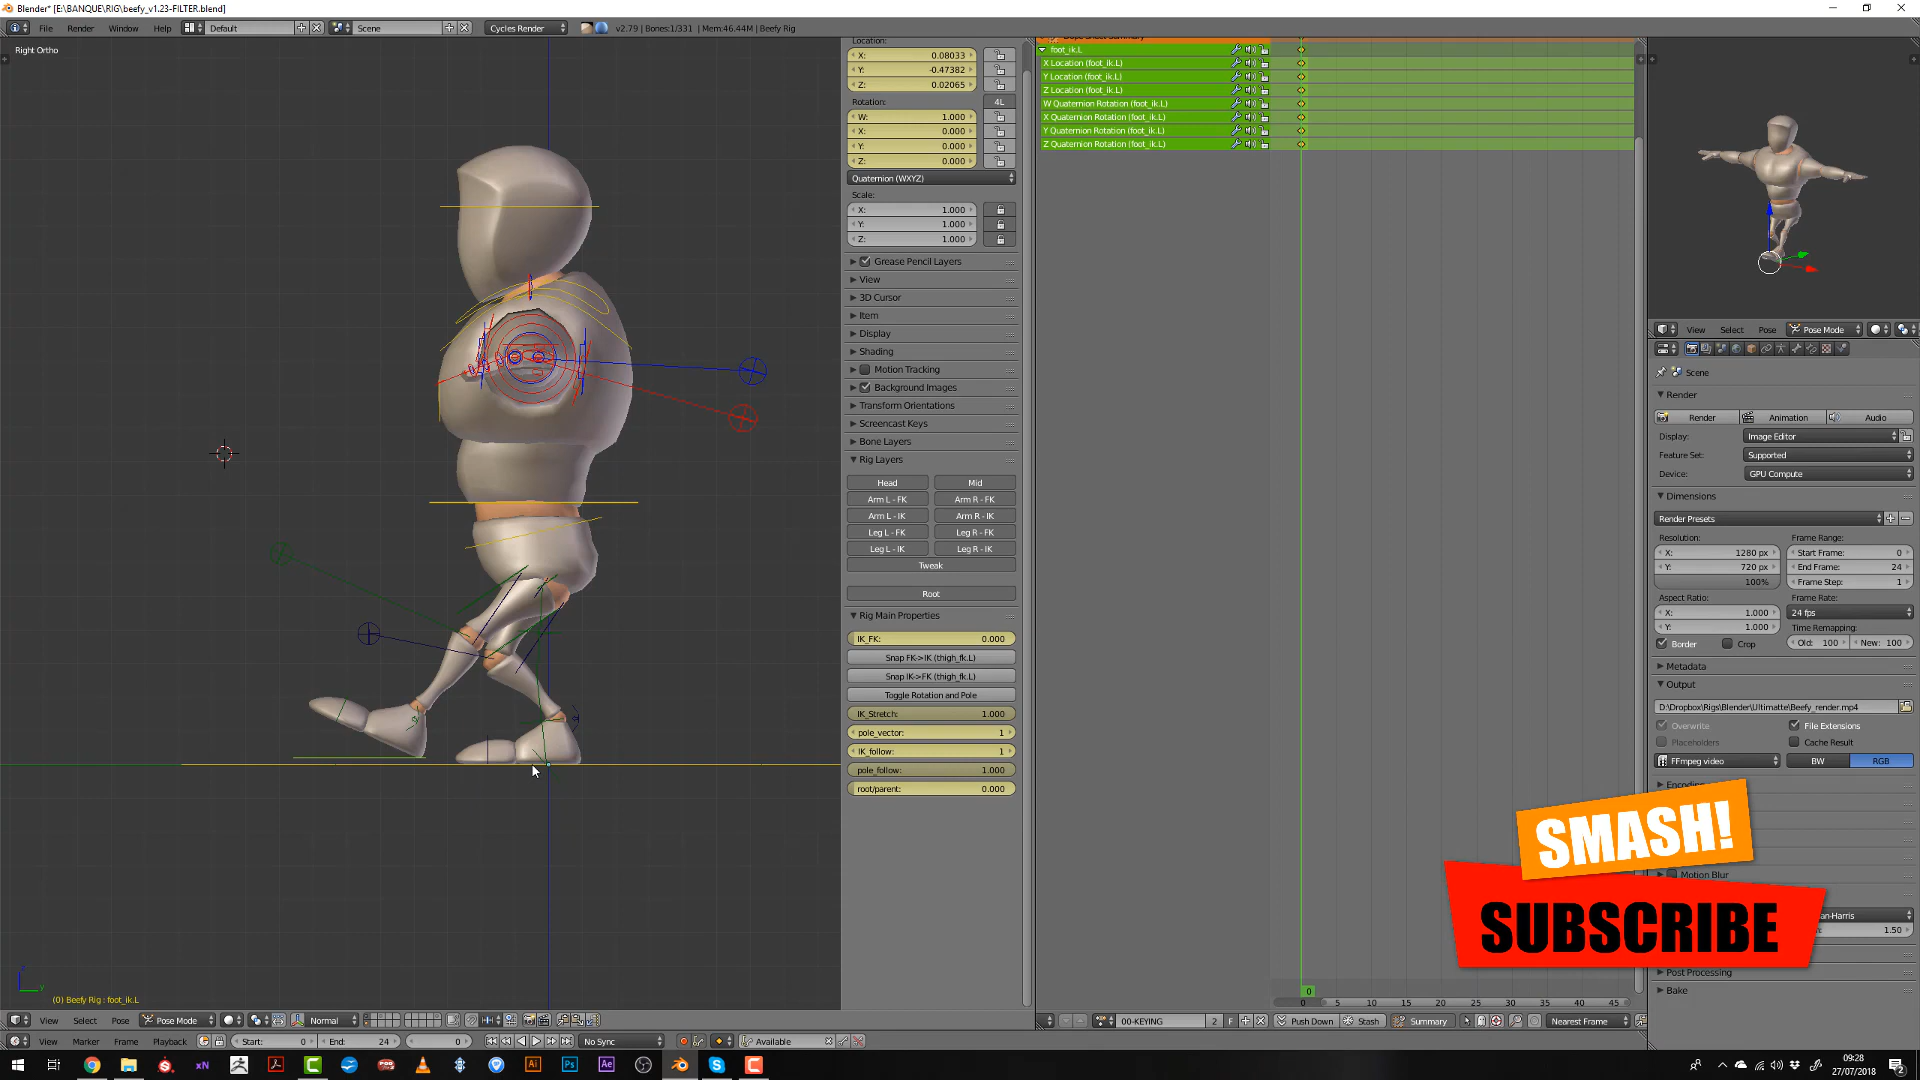 Blender* [E:\BANQUE\RIG\beefy_v1.23-FILTER.blend]
File Render Window Help Default Scene Cycles Render v2.79 | Bones:1/331 | Mem:46.44M | Beefy Rig
Right Ortho
Location:
X: 0.08033
Y: -0.47382
Z: 0.02065
Rotation: 4L
W: 1.000
X: 0.000
Y: 0.000
Z: 0.000
Quaternion (WXYZ)
Scale:
X: 1.000
Y: 1.000
Z: 1.000
Grease Pencil Layers
View
3D Cursor
Item
Display
Shading
Motion Tracking
Background Images
Transform Orientations
Screencast Keys
Bone Layers
Rig Layers
Head Mid
Arm L - FK Arm R - FK
Arm L - IK Arm R - IK
Leg L - FK Leg R - FK
Leg L - IK Leg R - IK
Tweak
Root
Rig Main Properties
IK_FK: 0.000
Snap FK->IK (thigh_fk.L)
Snap IK->FK (thigh_fk.L)
Toggle Rotation and Pole
IK_Stretch: 1.000
pole_vector: 1
IK_follow: 1
pole_follow: 1.000
root/parent: 0.000
(0) Beefy Rig : foot_ik.L
View Select Pose Pose Mode Normal
Dope Sheet Summary
foot_ik.L
X Location (foot_ik.L)
Y Location (foot_ik.L)
Z Location (foot_ik.L)
W Quaternion Rotation (foot_ik.L)
X Quaternion Rotation (foot_ik.L)
Y Quaternion Rotation (foot_ik.L)
Z Quaternion Rotation (foot_ik.L)
0
0 5 10 15 20 25 30 35 40 45
00-KEYING 2 F Push Down Stash Summary Nearest Frame
View Select Pose Pose Mode
Scene
Render
Render Animation Audio
Display: Image Editor
Feature Set: Supported
Device: GPU Compute
Dimensions
Render Presets
Resolution: Frame Range:
X: 1280 px Start Frame: 0
Y: 720 px End Frame: 24
100% Frame Step: 1
Aspect Ratio: Frame Rate:
X: 1.000 24 fps
Y: 1.000 Time Remapping:
Border Crop Old: 100 New: 100
Metadata
Output
D:\Dropbox\Rigs\Blender\Ultimatte\Beefy_render.mp4
Overwrite File Extensions
Placeholders Cache Result
FFmpeg video BW RGB
SMASH!
Motion Blur
SUBSCRIBE
an-Harris
1.50
Post Processing
Bake
View Marker Frame Playback Start: 0 End: 24 0 No Sync Available
09:28
27/07/2018